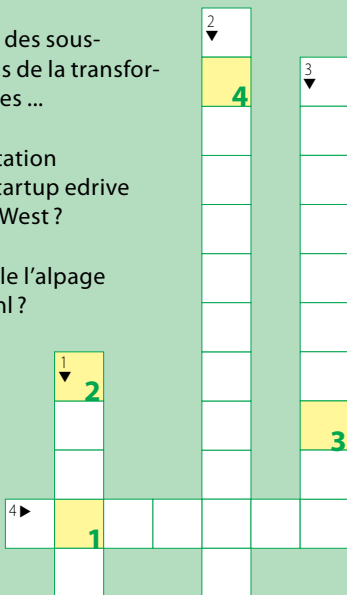 des sous-
s de la transfor-
es ...
tation
tartup edrive
West ?
le l'alpage
nl ?
2
4
3
1
2
3
4
1